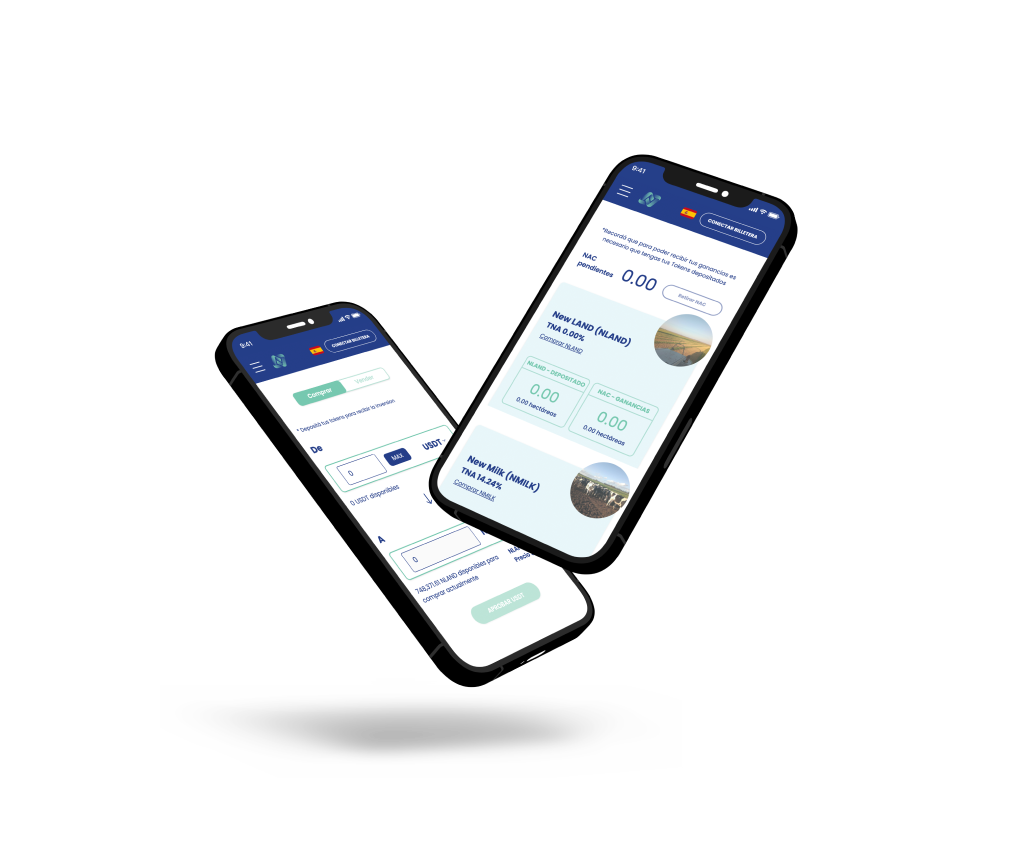 9:41
CONECTAR BILLETERA
Comprar
Vender
* Depositá tus tokens para recibir la inversión
De
0
MAX
USDT
0 USDT disponibles
A
0
748,371.61 NLAND disponibles para
comprar actualmente
Precio
APROBAR USDT
9:41
CONECTAR BILLETERA
*Recordá que para poder recibir tus ganancias es
necesario que tengas tus Tokens depositados
NAC
pendientes
0.00
Retirar NAC
New LAND (NLAND)
TNA 0.00%
Comprar NLAND
NLAND - DEPOSITADO
0.00
0.00 hectáreas
NAC - GANANCIAS
0.00
0.00 hectáreas
New Milk (NMILK)
TNA 14.24%
Comprar NMILK